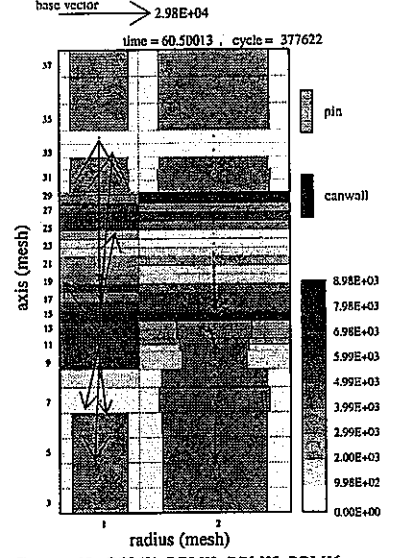 base vector
2.98E+04
time = 60.50013 , cycle = 377622
37
35
33
31
29
27
25
23
21
19
17
15
13
11
9
7
5
3
axis (mesh)
1
2
radius (mesh)
pin
canwall
8.98E+03
7.98E+03
6.98E+03
5.99E+03
4.99E+03
3.99E+03
2.99E+03
2.00E+03
9.98E+02
0.00E+00